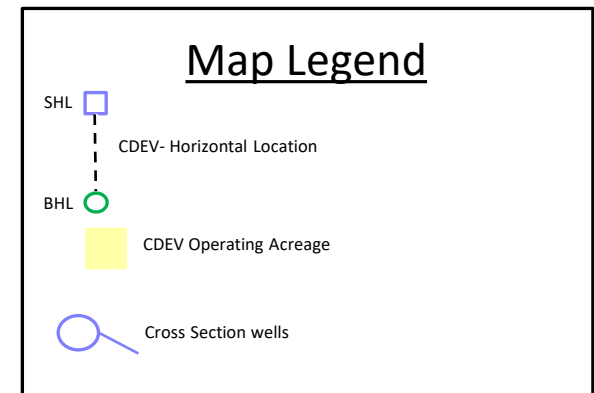 Map Legend
SHL
CDEV- Horizontal Location
BHL
CDEV Operating Acreage
Cross Section wells